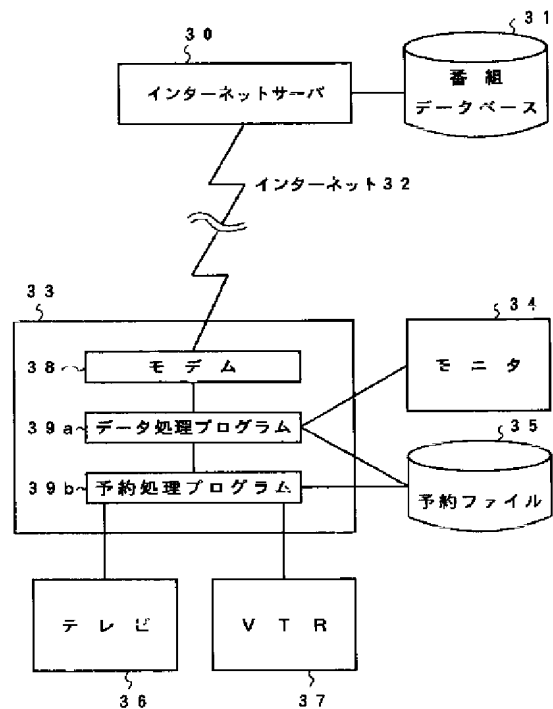 30
31
インターネットサーバ
番組
データベース
インターネット32
33
34
38
モデム
モニタ
39a
データ処理プログラム
35
39b
予約処理プログラム
予約ファイル
テレビ
VTR
36
37